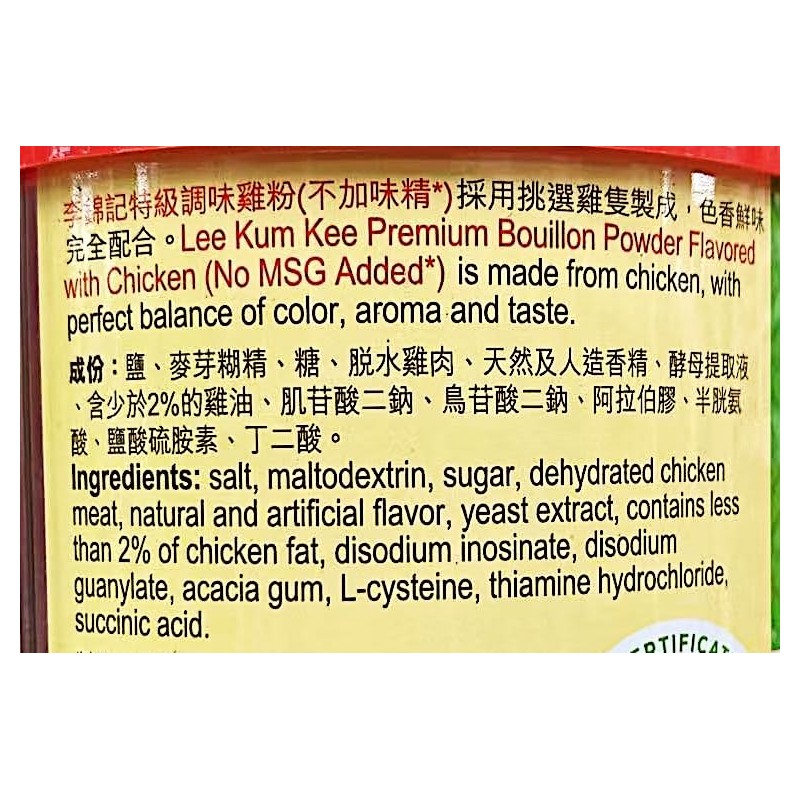 李錦記特級調味雞粉(不加味精*)採用挑選雞隻製成，色香鮮味
完全配合。Lee Kum Kee Premium Bouillon Powder Flavored
with Chicken (No MSG Added*) is made from chicken, with
perfect balance of color, aroma and taste.
成份：鹽、麥芽糊精、糖、脱水雞肉、天然及人造香精、酵母提取液
、含少於2%的雞油、肌苷酸二鈉、鳥苷酸二鈉、阿拉伯膠、半胱氨
酸、鹽酸硫胺素、丁二酸。
Ingredients: salt, maltodextrin, sugar, dehydrated chicken
meat, natural and artificial flavor, yeast extract, contains less
than 2% of chicken fat, disodium inosinate, disodium
guanylate, acacia gum, L-cysteine, thiamine hydrochloride,
succinic acid.